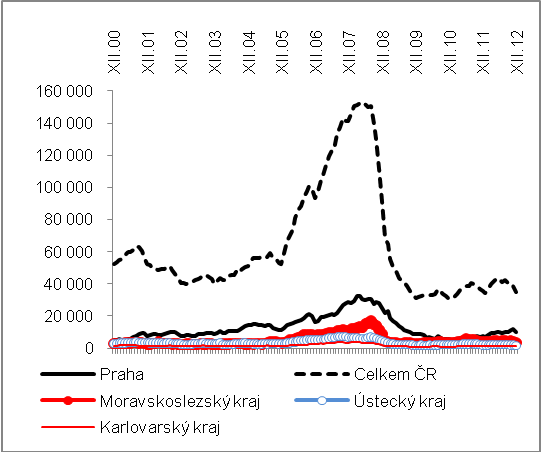 XII.00 XII.01 XII.02 XII.03 XII.04 XII.05 XII.06 XII.07 XII.08 XII.09 XII.10 XII.11 XII.12
160 000
140 000
120 000
100 000
80 000
60 000
40 000
20 000
0
Praha Celkem ČR
Moravskoslezský kraj Ústecký kraj
Karlovarský kraj